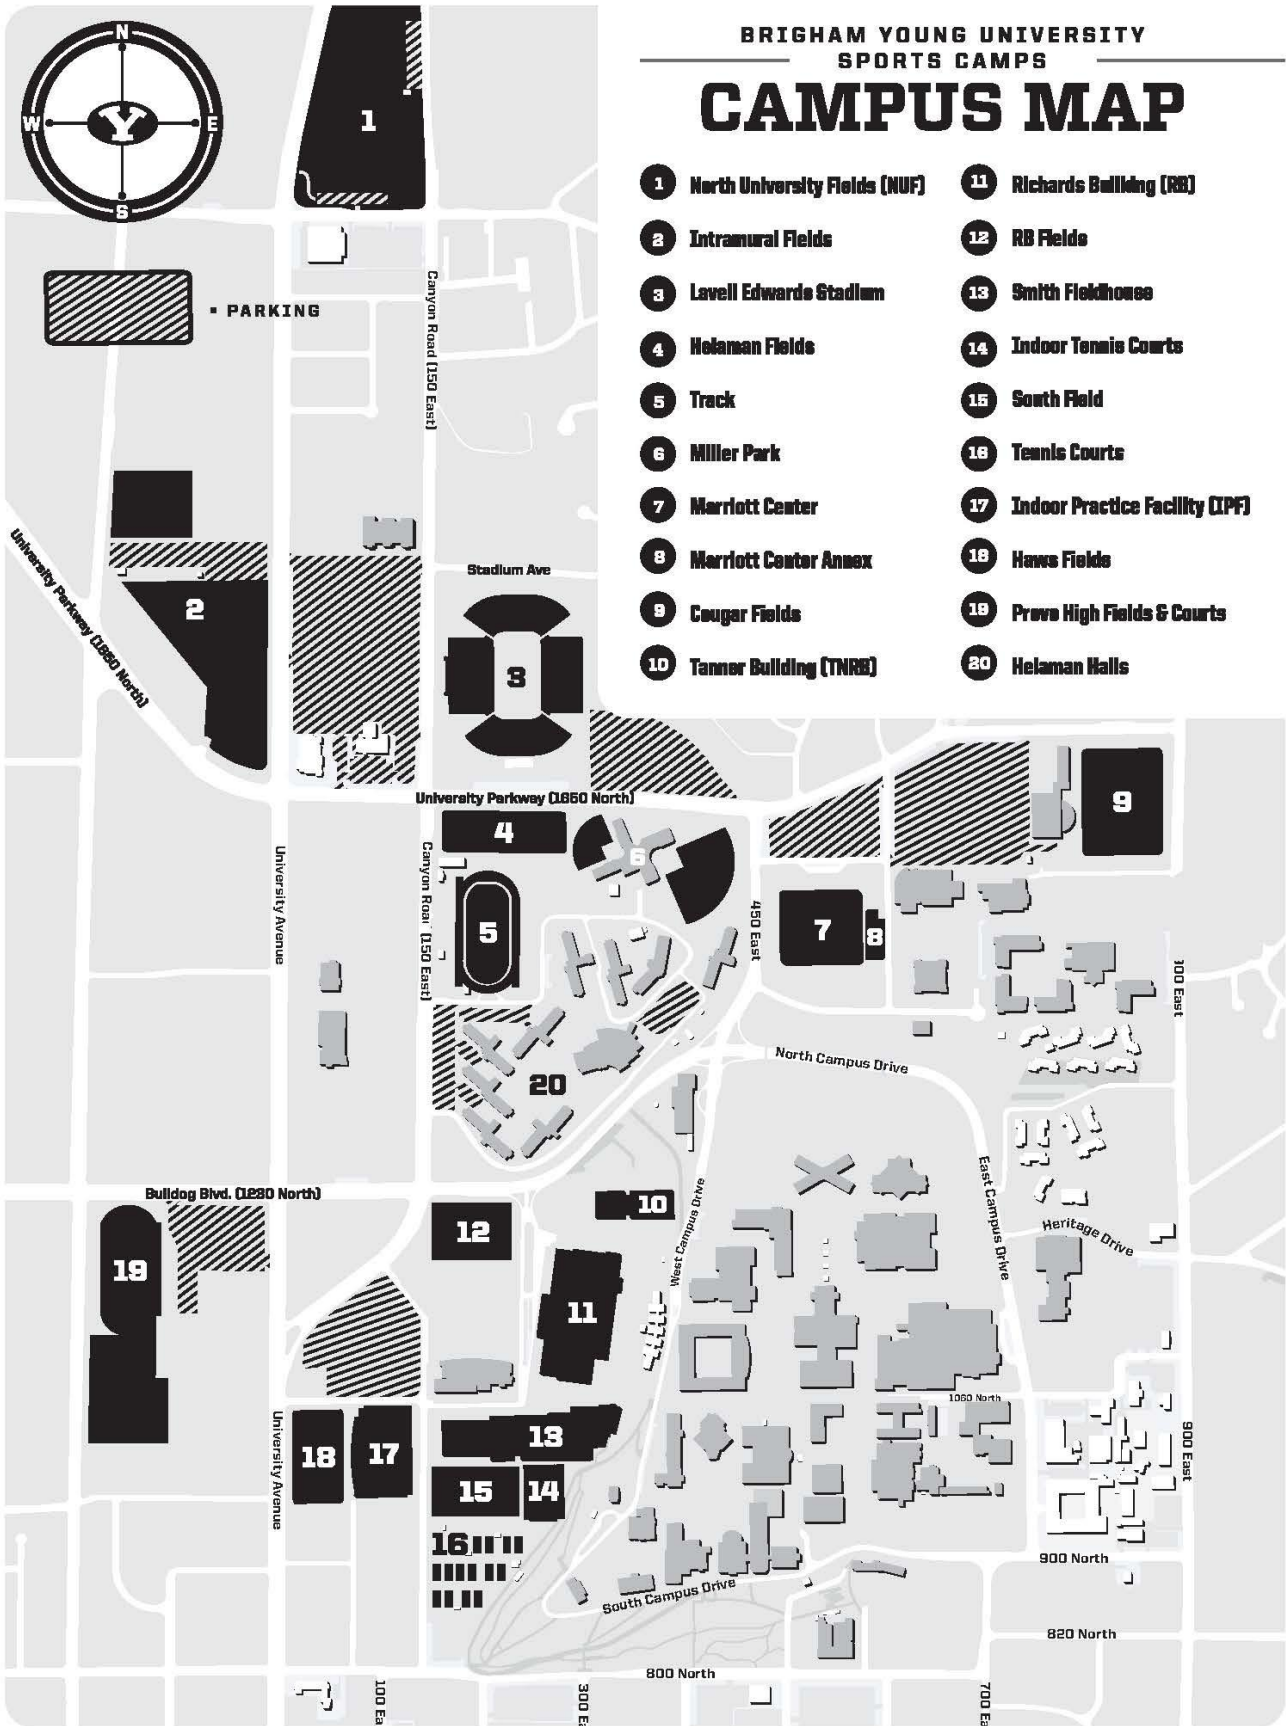 BRIGHAM YOUNG UNIVERSITY
SPORTS CAMPS
CAMPUS MAP
N
W Y E
S
PARKING
1 North University Fields (NUF)
2 Intramural Fields
3 Lavell Edwards Stadium
4 Helaman Fields
5 Track
6 Miller Park
7 Marriott Center
8 Marriott Center Annex
9 Cougar Fields
10 Tanner Building (TNRB)
11 Richards Building (RB)
12 RB Fields
13 Smith Fieldhouse
14 Indoor Tennis Courts
15 South Field
16 Tennis Courts
17 Indoor Practice Facility (IPF)
18 Haws Fields
19 Provo High Fields & Courts
20 Helaman Halls
1
Canyon Road (150 East)
University Parkway (1650 North)
2
Stadium Ave
3
University Parkway (1650 North)
4
6
9
University Avenue
Canyon Road (150 East)
5
450 East
7
8
900 East
North Campus Drive
20
Bulldog Blvd. (1230 North)
10
West Campus Drive
East Campus Drive
Heritage Drive
12
19
11
1060 North
University Avenue
18
17
13
15
14
16
900 East
900 North
South Campus Drive
820 North
800 North
100 Ea
300 Ea
700 Ea